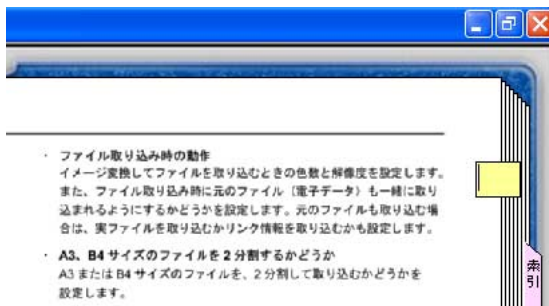 ・ ファイル取り込み時の動作
イメージ変換してファイルを取り込むときの色数と解像度を設定します。
また、ファイル取り込み時に元のファイル（電子データ）も一緒に取り
込まれるようにするかどうかを設定します。元のファイルも取り込む場
合は、実ファイルを取り込むかリンク情報を取り込むかも設定します。
・ A3、B4 サイズのファイルを 2 分割するかどうか
A3 または B4 サイズのファイルを、2 分割して取り込むかどうかを
設定します。
索引